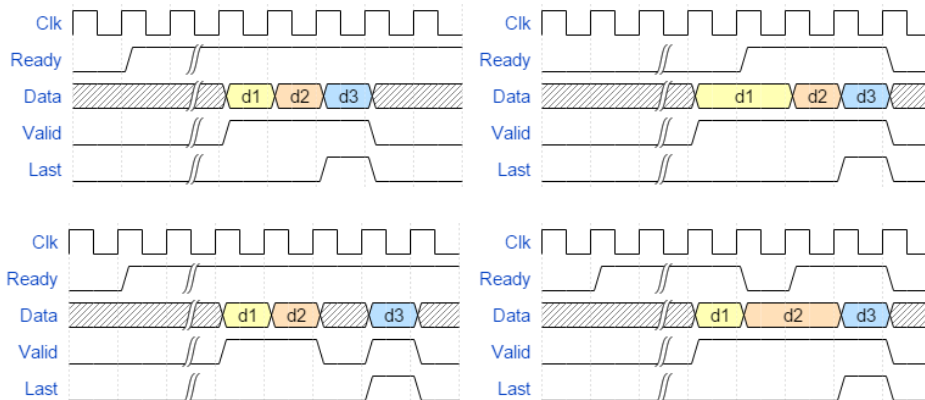 Clk
Ready
Data d1 d2 d3
Valid
Last
Clk
Ready
Data d1 d2 d3
Valid
Last
Clk
Ready
Data d1 d2 d3
Valid
Last
Clk
Ready
Data d1 d2 d3
Valid
Last